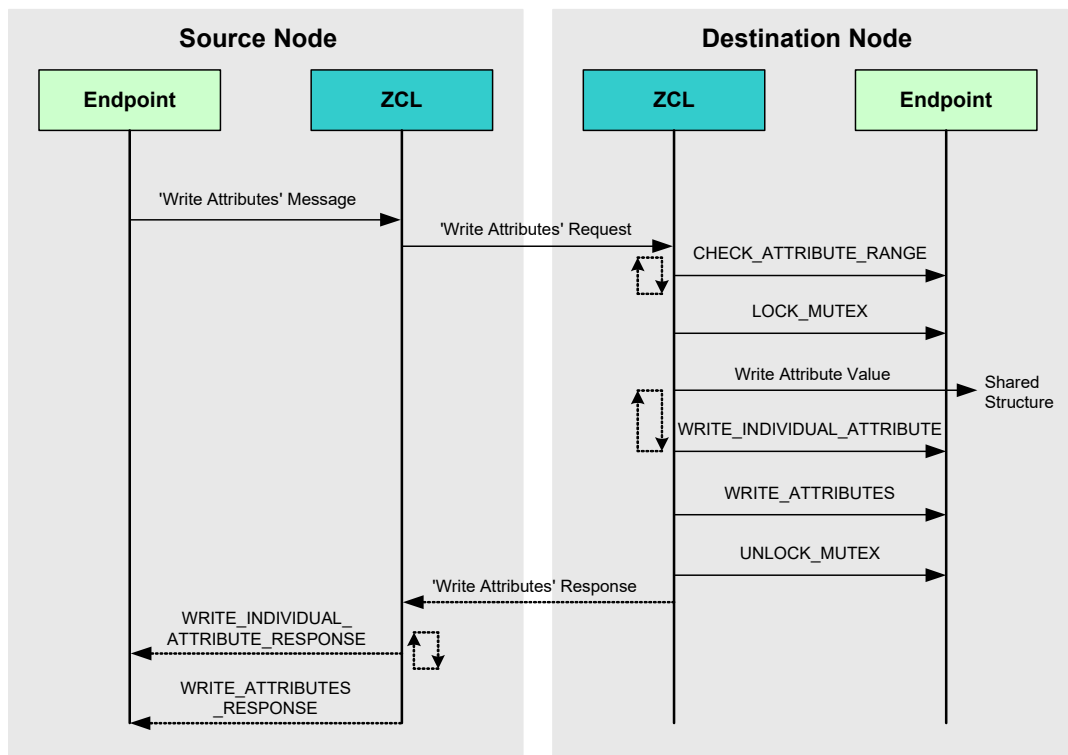 Source Node
Destination Node
Endpoint
ZCL
ZCL
Endpoint
'Write Attributes' Message
'Write Attributes' Request
CHECK_ATTRIBUTE_RANGE
LOCK_MUTEX
Write Attribute Value
Shared
Structure
WRITE_INDIVIDUAL_ATTRIBUTE
WRITE_ATTRIBUTES
UNLOCK_MUTEX
'Write Attributes' Response
WRITE_INDIVIDUAL_
ATTRIBUTE_RESPONSE
WRITE_ATTRIBUTES
_RESPONSE